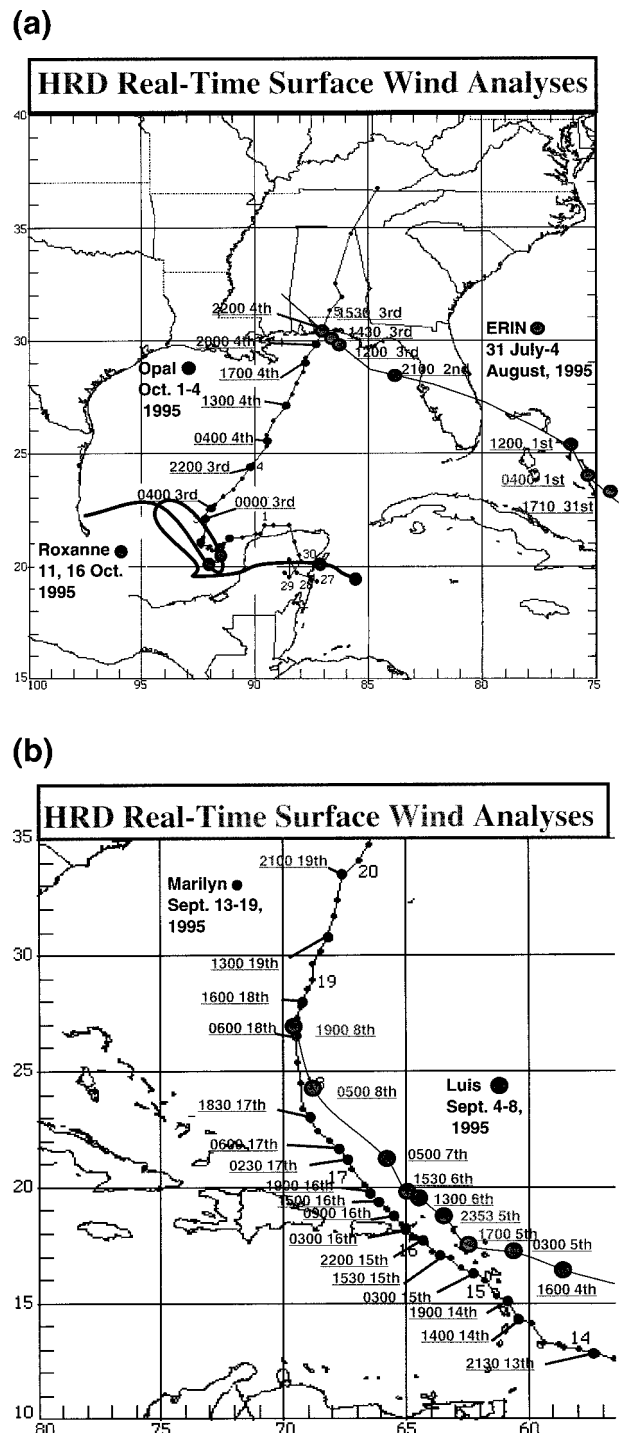 (a)
HRD Real-Time Surface Wind Analyses
40
35
2200 4th
5
1530 3rd
1430 3rd
ERIN
31 July-4
August, 1995
30
2000 4th
1200 3rd
Opal
Oct. 1-4
1995
1700 4th
2100 2nd
1300 4th
0400 4th
1200 1st
25
2200 3rd
4
0400 1st
0400 3rd
0000 3rd
1710 31st
1
Roxanne
11, 16 Oct.
1995
30
20
29
28
27
15
100
95
90
85
80
75
(b)
HRD Real-Time Surface Wind Analyses
35
2100 19th
20
Marilyn
Sept. 13-19,
1995
30
1300 19th
19
1600 18th
0600 18th
1900 8th
25
0500 8th
Luis
Sept. 4-8,
1995
1830 17th
0600 17th
0500 7th
0230 17th
17
1530 6th
20
1900 16th
1300 6th
1500 16th
0900 16th
2353 5th
0300 16th
1700 5th
16
0300 5th
2200 15th
1530 15th
1600 4th
0300 15th
15
15
1900 14th
1400 14th
14
2130 13th
10
80
70
65
60